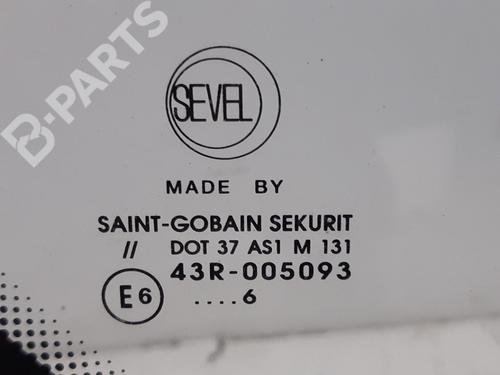 B-PARTS
SEVEL
MADE BY
SAINT-GOBAIN SEKURIT
// DOT 37 AS1 M 131
43R-005093
E6 ....6